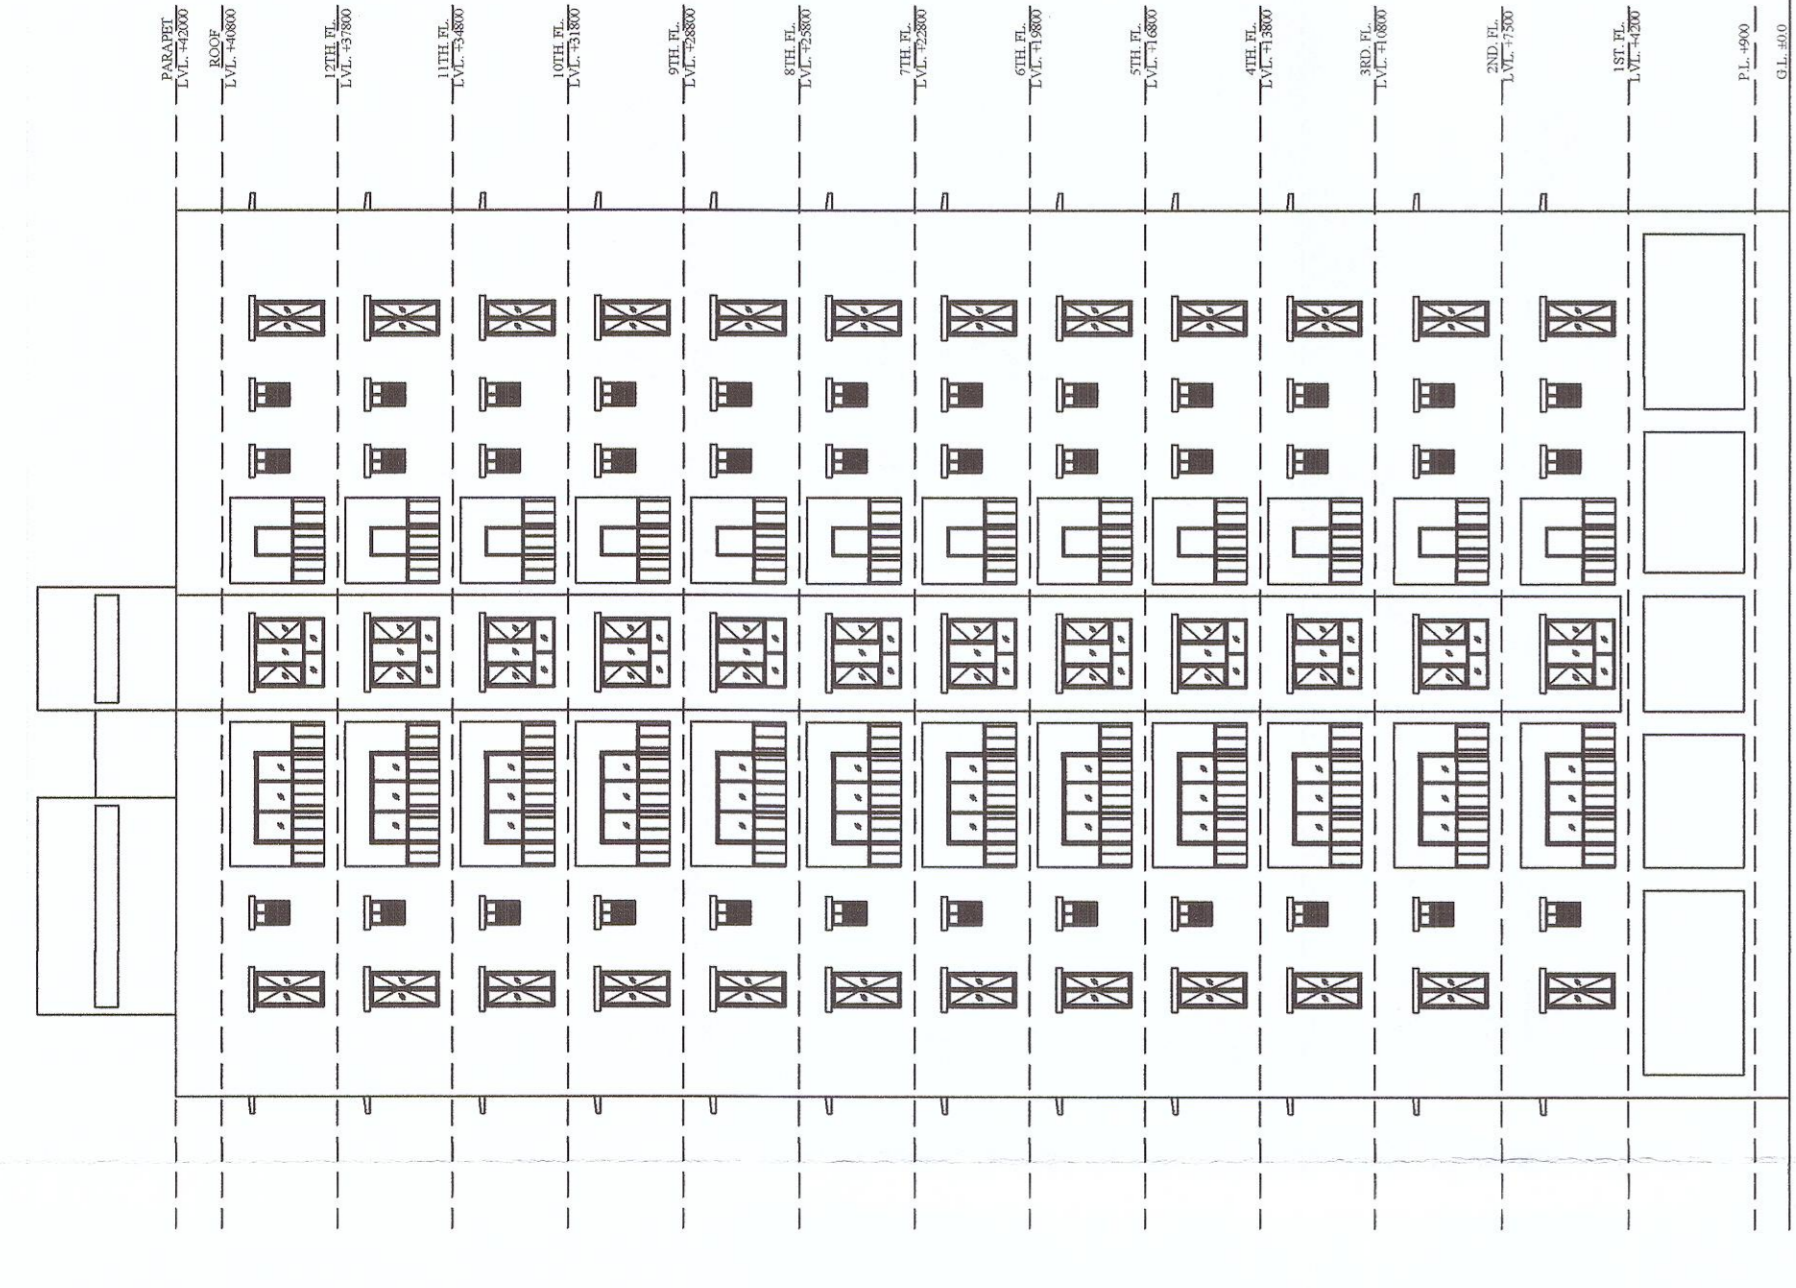 PARAPET
LVL. +42000
ROOF
LVL. +40800
12TH. FL.
LVL. +37800
11TH. FL.
LVL. +34800
10TH. FL.
LVL. +31800
9TH. FL.
LVL. +28800
8TH. FL.
LVL. +25800
7TH. FL.
LVL. +22800
6TH. FL.
LVL. +19800
5TH. FL.
LVL. +16800
4TH. FL.
LVL. +13800
3RD. FL.
LVL. +10800
2ND. FL.
LVL. +7500
1ST. FL.
LVL. +4200
P.L. +900
G.L. ±0.0